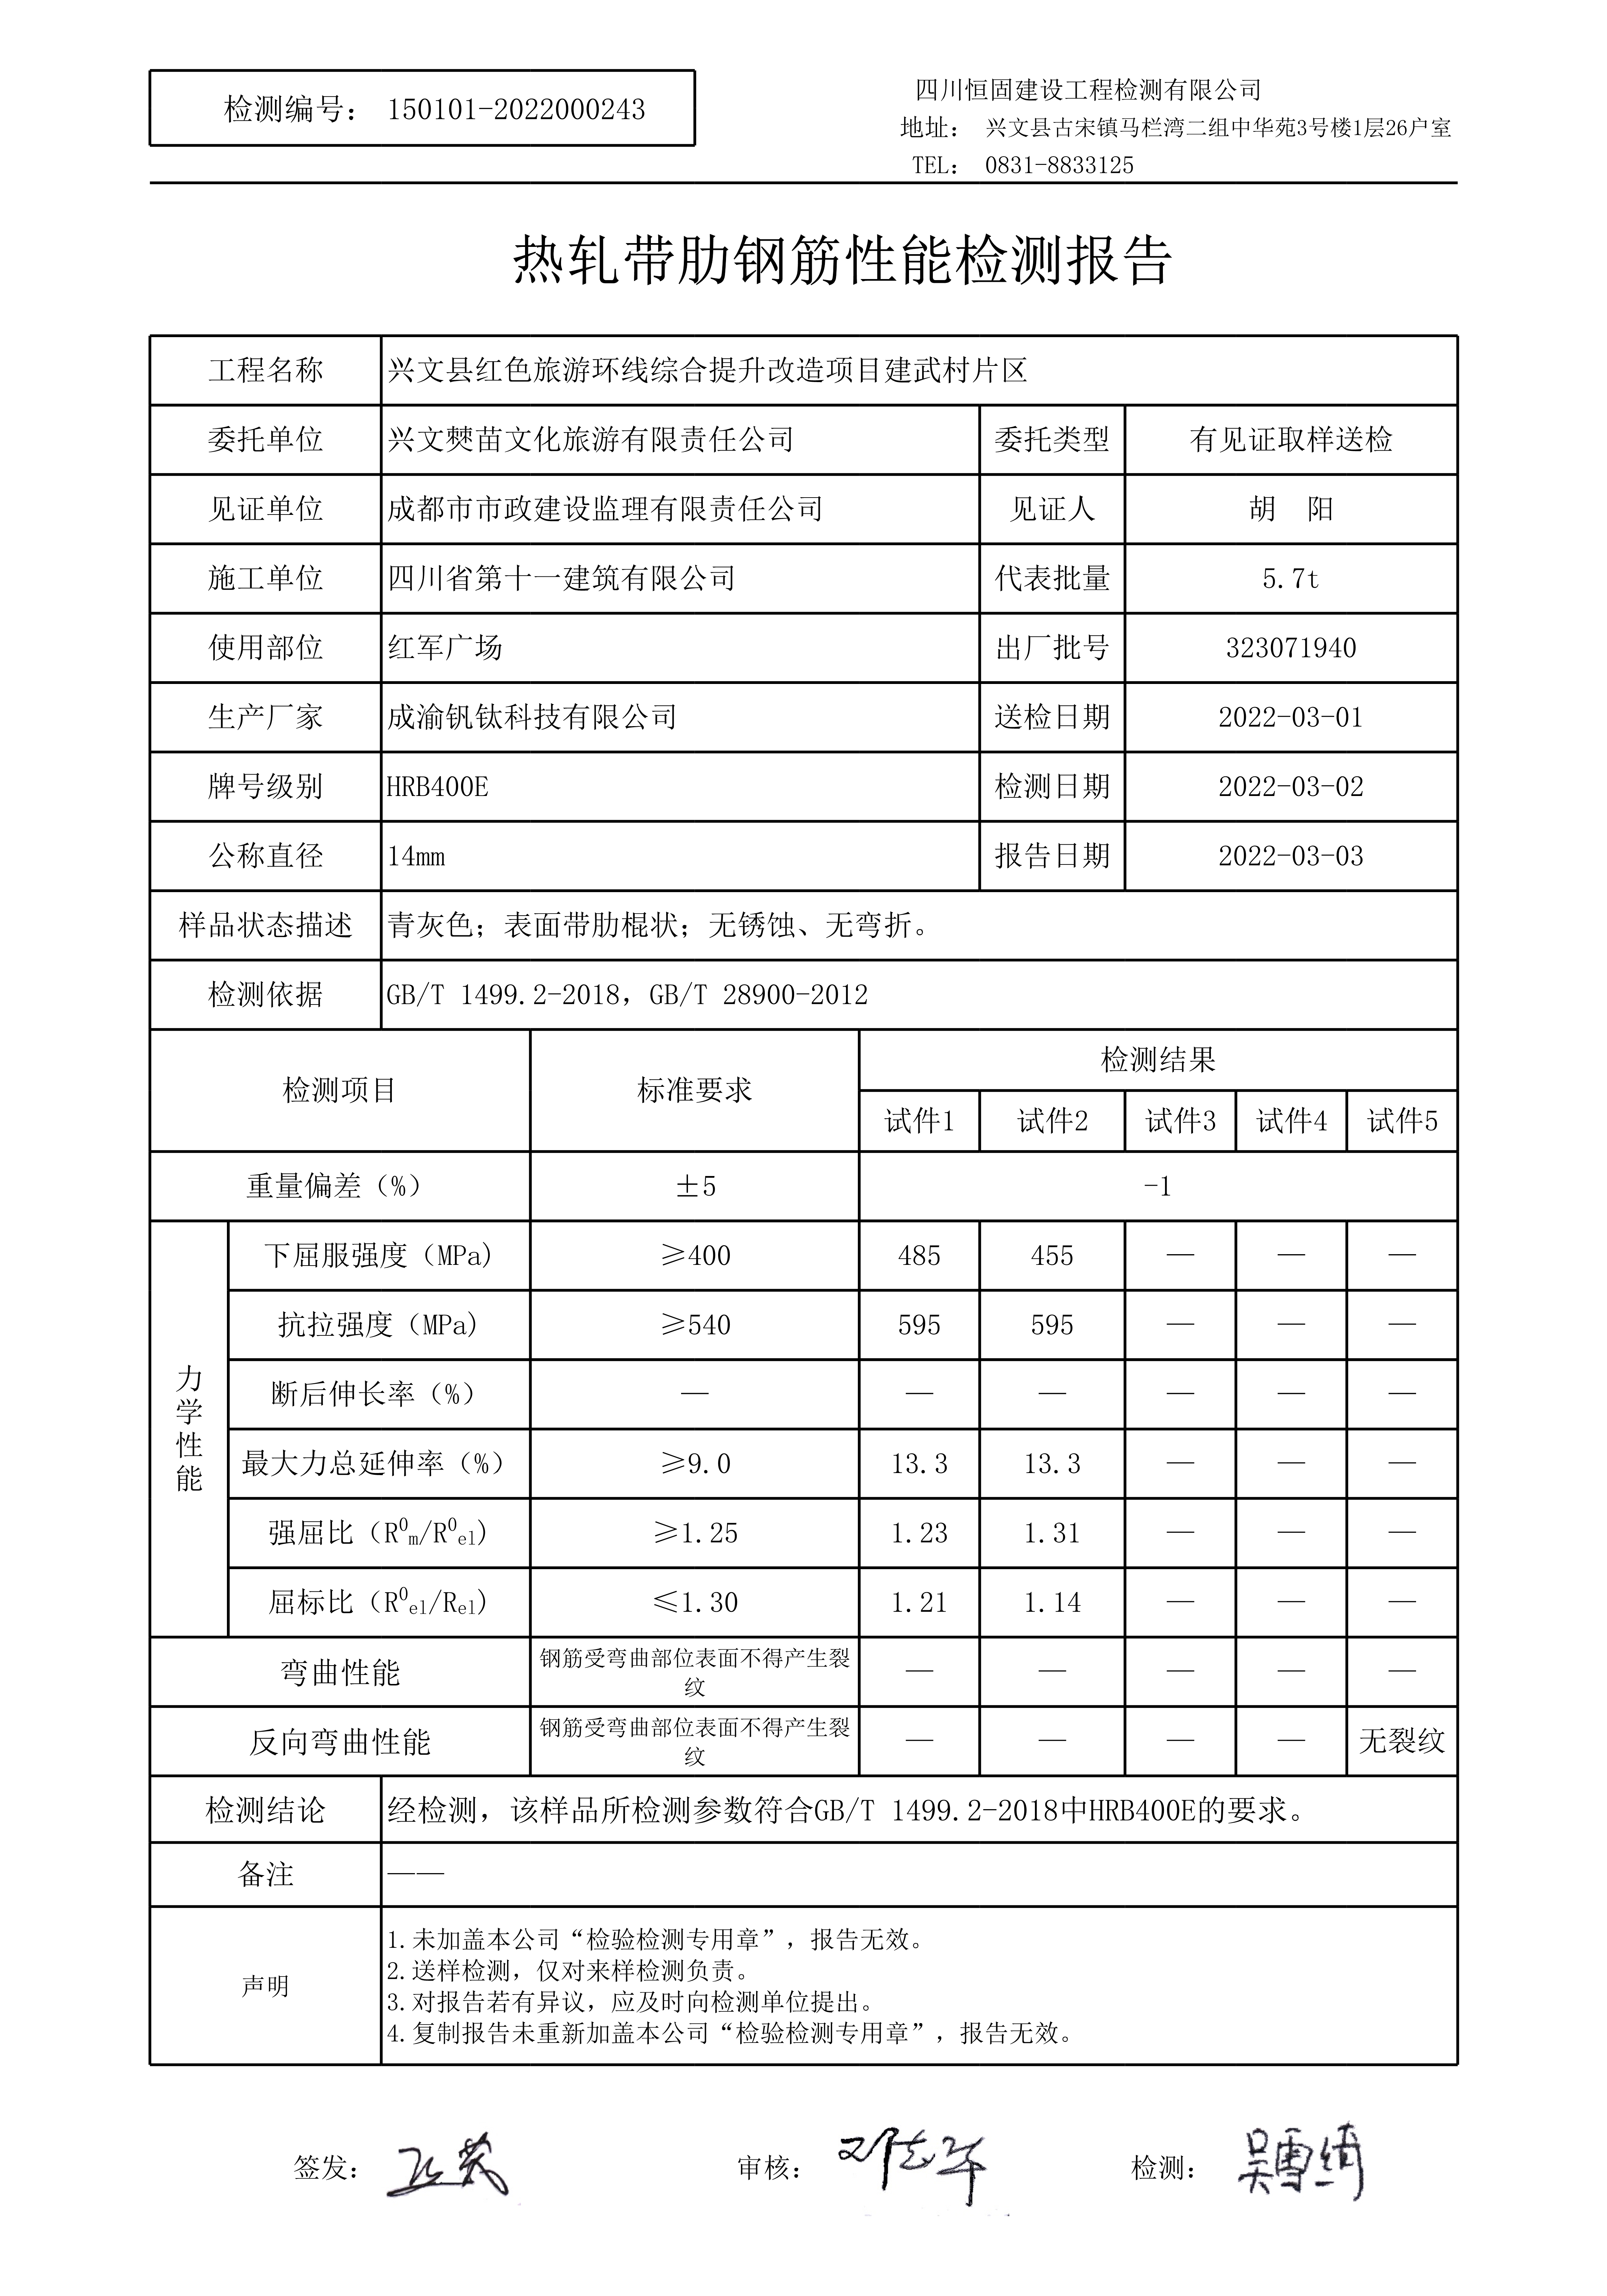 检测编号： 150101-2022000243
四川恒固建设工程检测有限公司
地址： 兴文县古宋镇马栏湾二组中华苑3号楼1层26户室
TEL： 0831-8833125
热轧带肋钢筋性能检测报告
工程名称 兴文县红色旅游环线综合提升改造项目建武村片区
委托单位 兴文僰苗文化旅游有限责任公司 委托类型 有见证取样送检
见证单位 成都市市政建设监理有限责任公司 见证人 胡 阳
施工单位 四川省第十一建筑有限公司 代表批量 5.7t
使用部位 红军广场 出厂批号 323071940
生产厂家 成渝钒钛科技有限公司 送检日期 2022-03-01
牌号级别 HRB400E 检测日期 2022-03-02
公称直径 14mm 报告日期 2022-03-03
样品状态描述 青灰色；表面带肋棍状；无锈蚀、无弯折。
检测依据 GB/T 1499.2-2018，GB/T 28900-2012
检测项目 标准要求 检测结果
试件1 试件2 试件3 试件4 试件5
重量偏差（%） ±5 -1
力学性能
下屈服强度（MPa） ≥400 485 455 — — —
抗拉强度（MPa） ≥540 595 595 — — —
断后伸长率（%） — — — — — —
最大力总延伸率（%） ≥9.0 13.3 13.3 — — —
强屈比（R⁰m/R⁰el） ≥1.25 1.23 1.31 — — —
屈标比（R⁰el/Rel） ≤1.30 1.21 1.14 — — —
弯曲性能 钢筋受弯曲部位表面不得产生裂
纹 — — — — —
反向弯曲性能 钢筋受弯曲部位表面不得产生裂
纹 — — — — 无裂纹
检测结论 经检测，该样品所检测参数符合GB/T 1499.2-2018中HRB400E的要求。
备注 ——
声明
1.未加盖本公司“检验检测专用章”，报告无效。
2.送样检测，仅对来样检测负责。
3.对报告若有异议，应及时向检测单位提出。
4.复制报告未重新加盖本公司“检验检测专用章”，报告无效。
签发： 审核： 检测： 吴雪绮